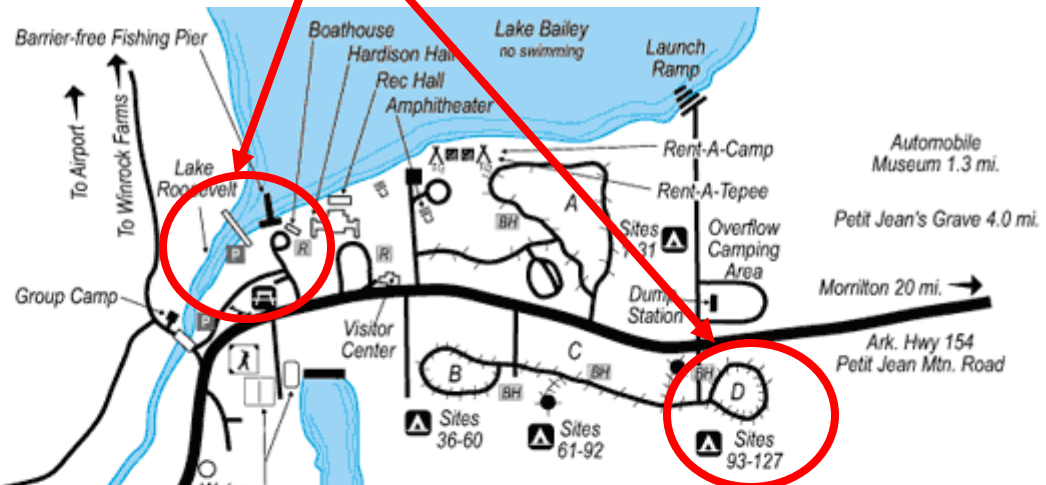 Barrier-free Fishing Pier
Boathouse
Hardison Hall
Rec Hall
Amphitheater
Lake Bailey
no swimming
Launch
Ramp
To Airport
To Winrock Farms
Lake
Roosevelt
Rent-A-Camp
Rent-A-Tepee
Automobile
Museum 1.3 mi.
Petit Jean's Grave 4.0 mi.
A
BH
Sites
31
Overflow
Camping
Area
P
R
R
Group Camp
P
Visitor
Center
Dump
Station
Morrilton 20 mi.
Ark. Hwy 154
Petit Jean Mtn. Road
B
BH
C
BH
BH
D
Sites
36-60
Sites
61-92
Sites
93-127